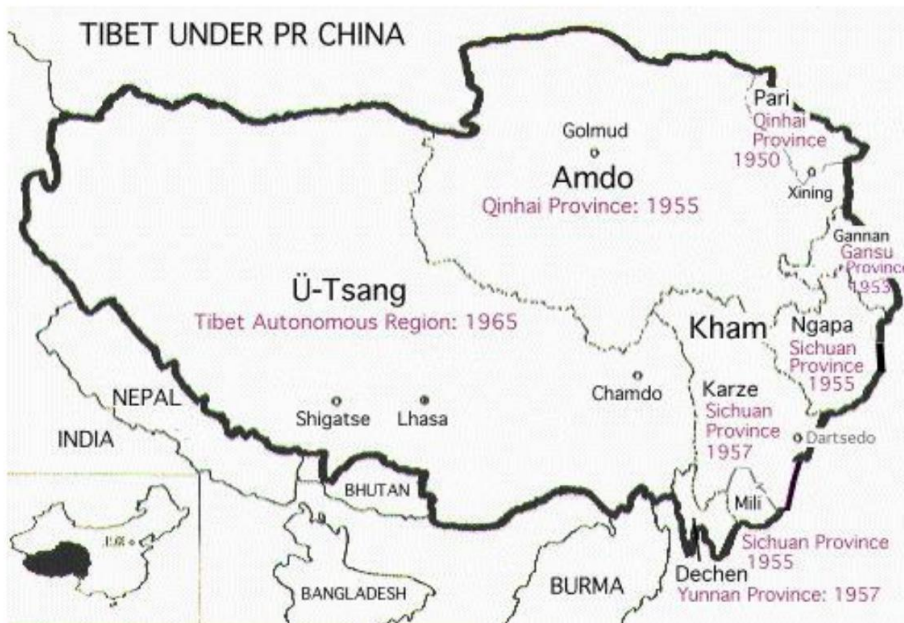 TIBET UNDER PR CHINA
Pari
Qinhai
Province
1950
Golmud
Amdo
Qinhai Province: 1955
Xining
Gannan
Gansu
Province
1953
Ü-Tsang
Tibet Autonomous Region: 1965
Kham
Ngapa
Sichuan
Province
1955
Chamdo
Karze
Sichuan
Province
1957
Shigatse
Lhasa
NEPAL
INDIA
Dartsedo
BHUTAN
Mili
Sichuan Province
1955
Dechen
Yunnan Province: 1957
BANGLADESH
BURMA